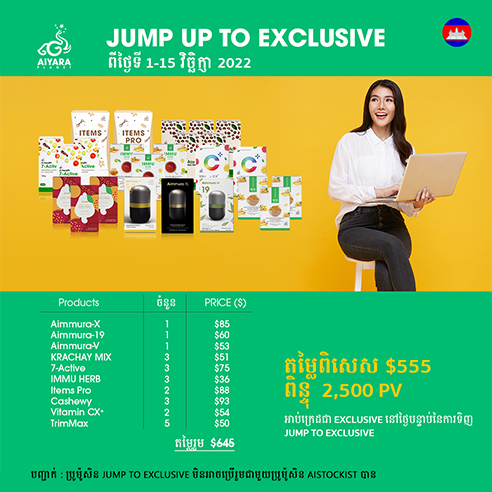 AIYARA
PLANET
JUMP UP TO EXCLUSIVE
ពីថ្ងៃទី 1-15 វិច្ឆិកា 2022
ITEMS
ITEMS
PRO
7-Active
7-Active
C+
19
Products ចំនួន PRICE ($)
Aimmura-X 1 $85
Aimmura-19 1 $60
Aimmura-V 1 $53
KRACHAY MIX 3 $51
7-Active 3 $75
IMMU HERB 3 $36
Items Pro 2 $88
Cashewy 3 $93
Vitamin CX+ 2 $54
TrimMax 5 $50
តម្លៃរួម $645
តម្លៃពិសេស $555
ពិន្ទុ 2,500 PV
អាប់ក្រេដជា EXCLUSIVE នៅថ្ងៃបន្ទាប់នៃការទិញ
JUMP TO EXCLUSIVE
បញ្ជាក់ : ប្រូម៉ូសិន JUMP TO EXCLUSIVE មិនអាចប្រើរួមជាមួយប្រូម៉ូសិន AISTOCKIST បាន